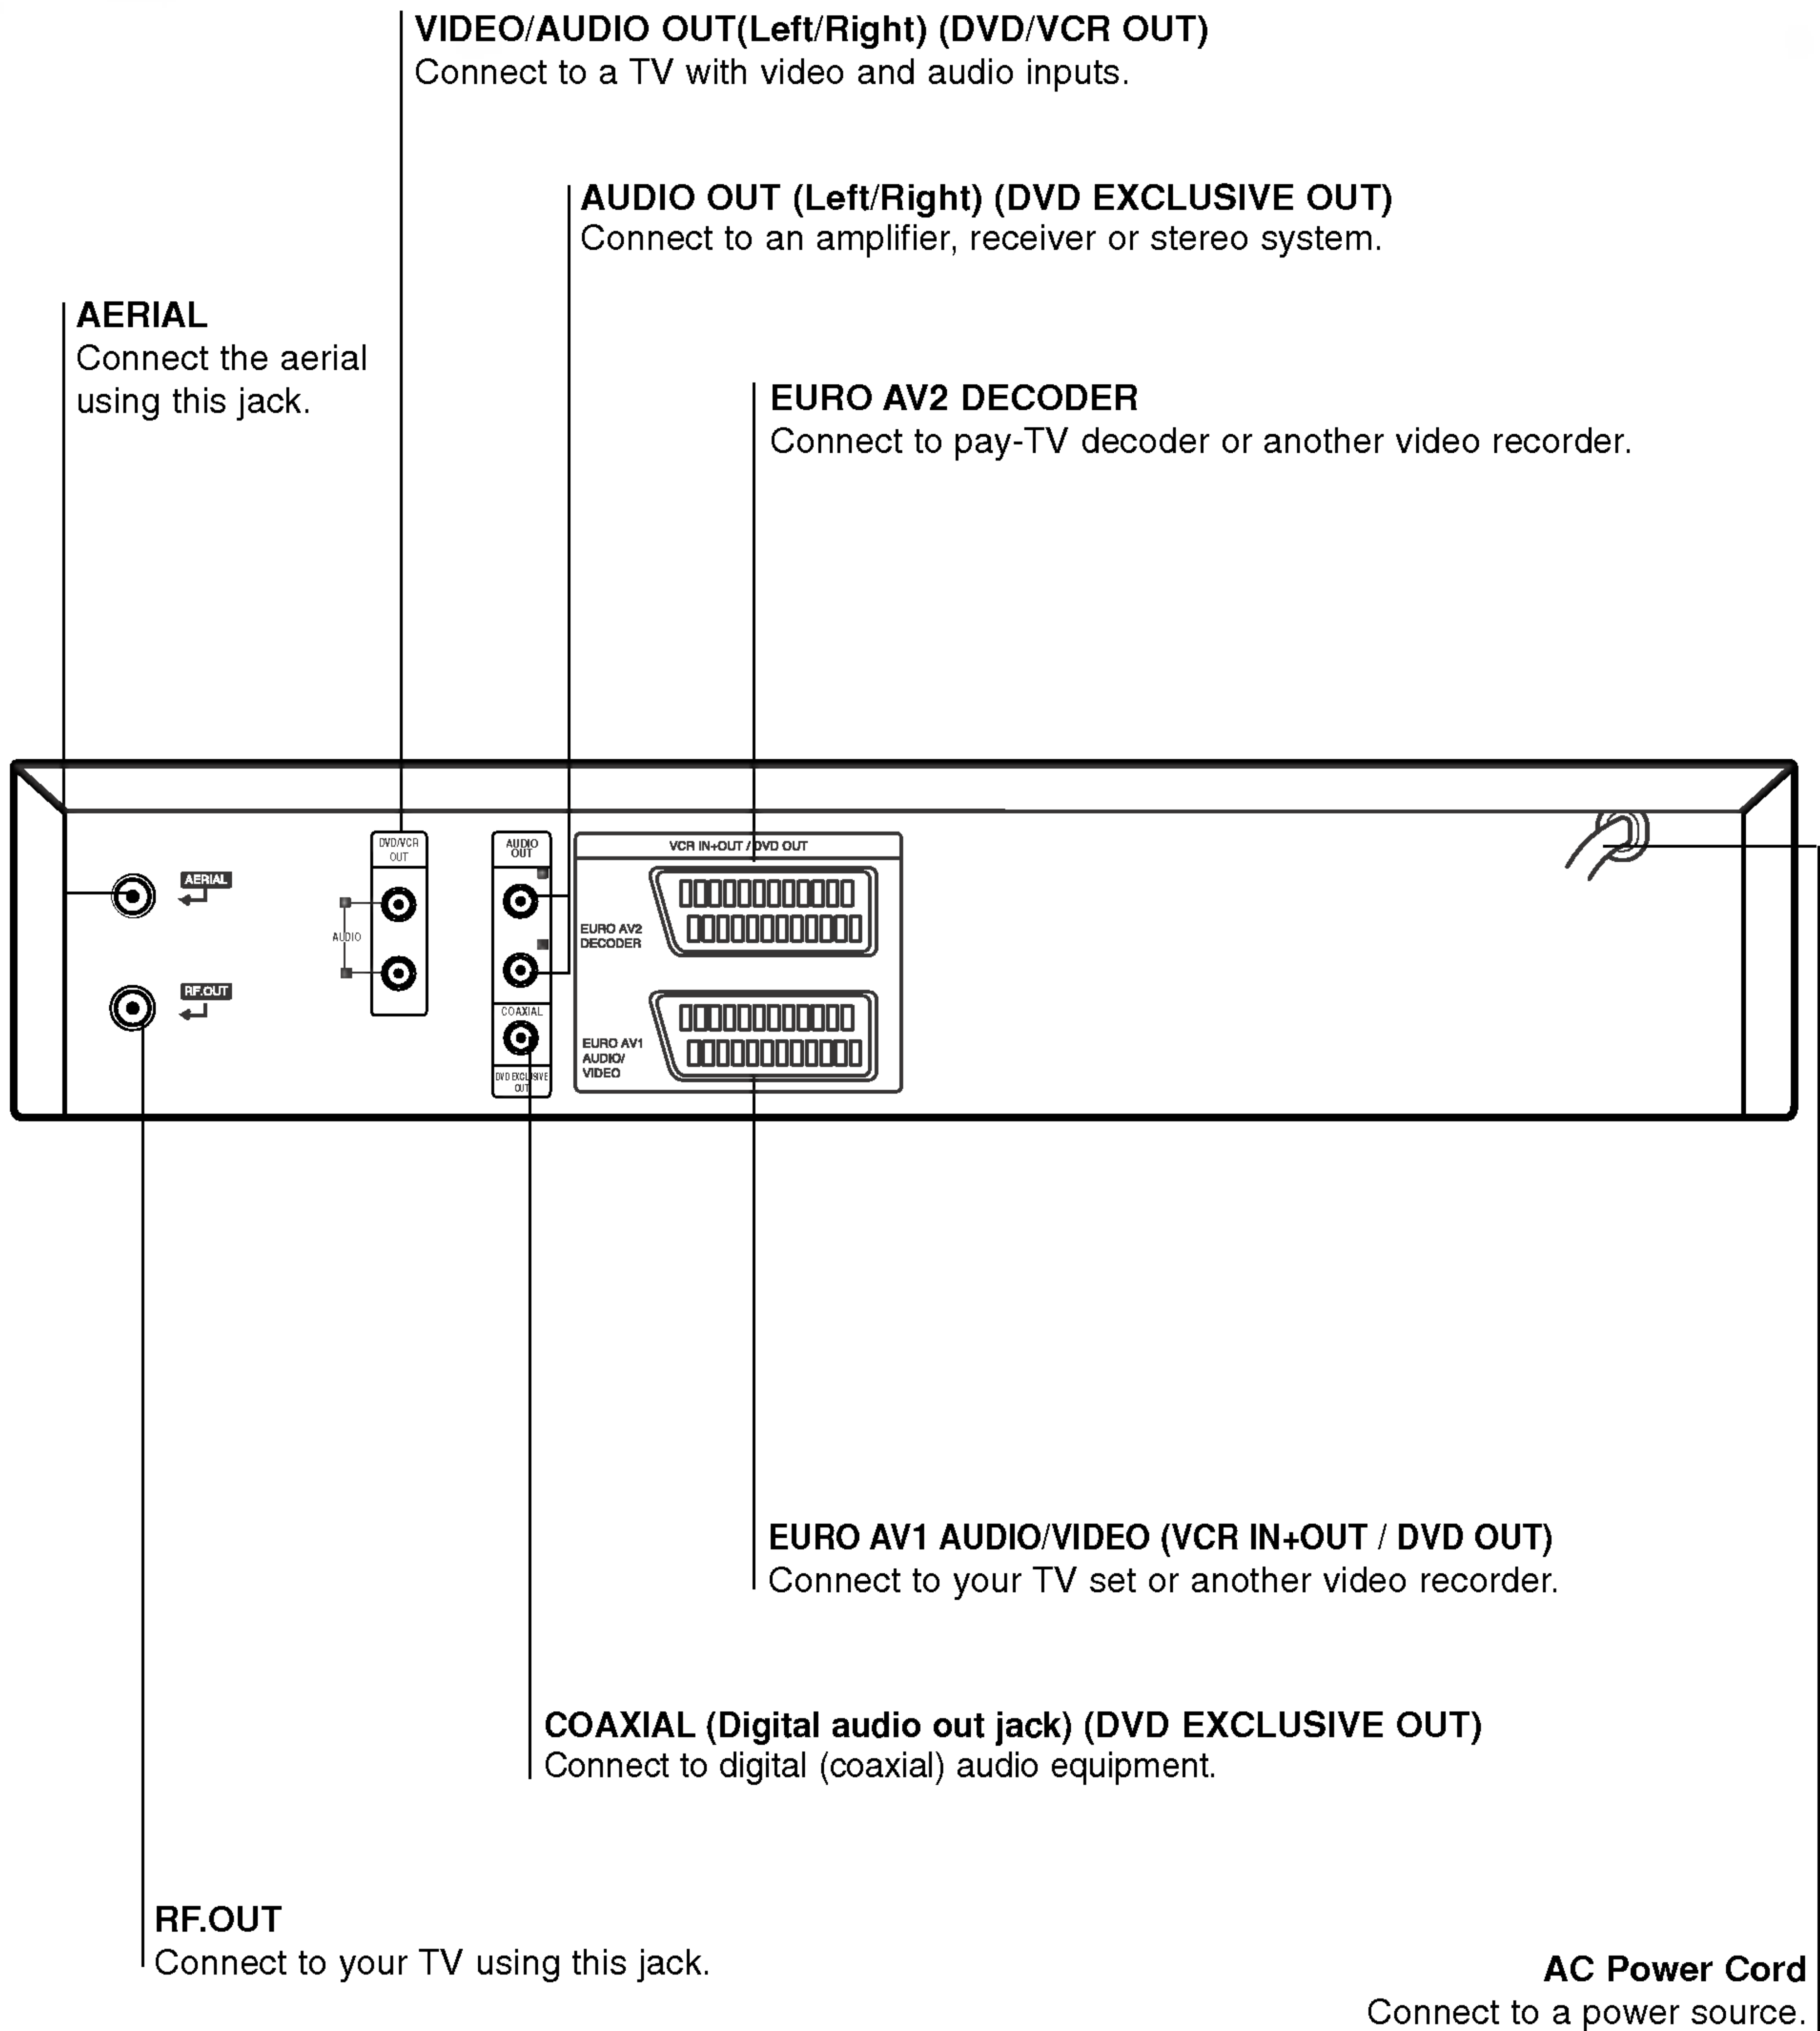 VIDEO/AUDIO OUT(Left/Right) (DVD/VCR OUT)
Connect to a TV with video and audio inputs.
AUDIO OUT (Left/Right) (DVD EXCLUSIVE OUT)
Connect to an amplifier, receiver or stereo system.
AERIAL
Connect the aerial
using this jack.
EURO AV2 DECODER
Connect to pay-TV decoder or another video recorder.
AERIAL
RF.OUT
DVD/VCR
OUT
AUDIO
AUDIO
OUT
COAXIAL
DVD EXCLUSIVE
OUT
VCR IN+OUT / DVD OUT
EURO AV2
DECODER
EURO AV1
AUDIO/
VIDEO
EURO AV1 AUDIO/VIDEO (VCR IN+OUT / DVD OUT)
Connect to your TV set or another video recorder.
COAXIAL (Digital audio out jack) (DVD EXCLUSIVE OUT)
Connect to digital (coaxial) audio equipment.
RF.OUT
Connect to your TV using this jack.
AC Power Cord
Connect to a power source.